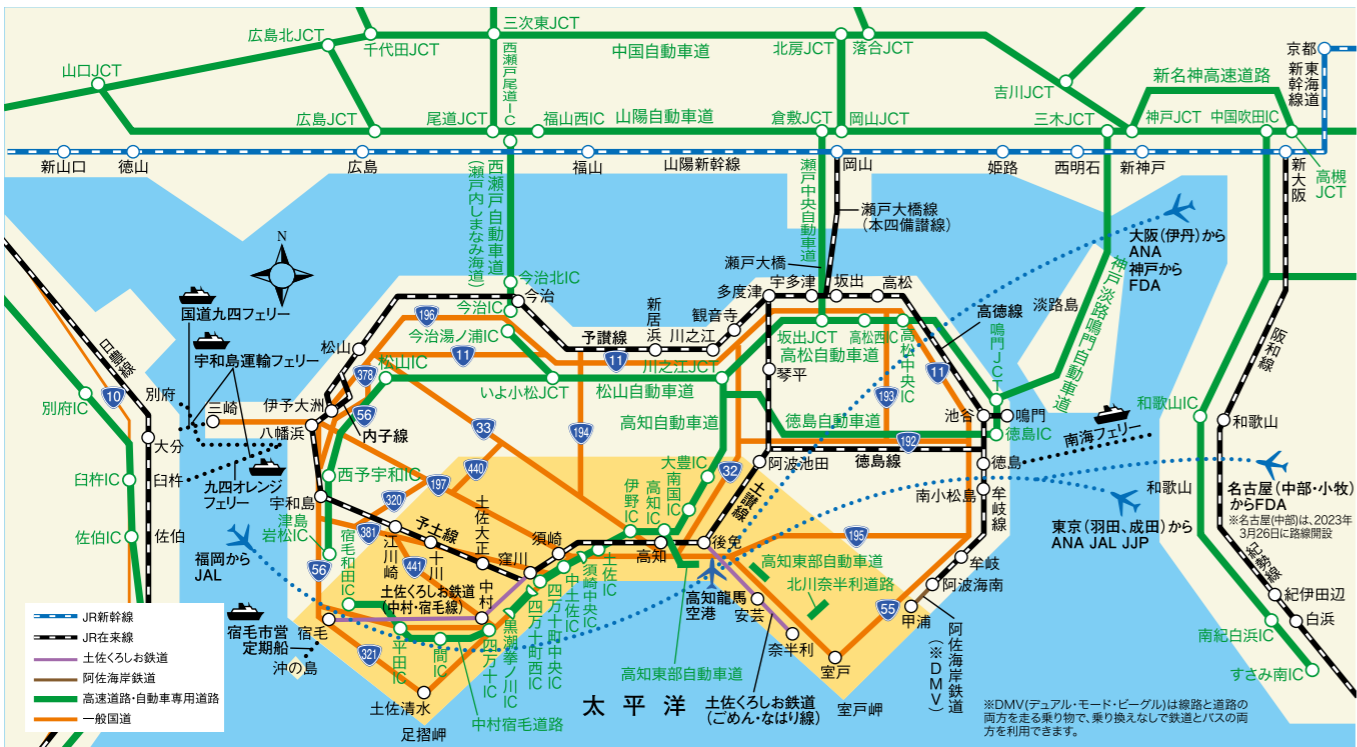 三次東JCT
広島北JCT
千代田JCT
中国自動車道
北房JCT
落合JCT
京都
東海道
新幹線
山口JCT
西瀬戸尾道IC
吉川JCT
新名神高速道路
広島JCT
尾道JCT
福山西IC
山陽自動車道
倉敷JCT
岡山JCT
三木JCT
神戸JCT
中国吹田IC
高槻
JCT
新山口
徳山
広島
福山
山陽新幹線
岡山
姫路
西明石
新神戸
新大阪
西瀬戸自動車道
(瀬戸内しまなみ海道)
瀬戸中央自動車道
瀬戸大橋線
(本四備讃線)
大阪(伊丹)から
ANA
神戸から
FDA
N
瀬戸大橋
今治北IC
今治
今治IC
今治湯ノ浦IC
新居浜
川之江
観音寺
多度津
宇多津
坂出
高松
高徳線
鳴門JCT
淡路島
神戸淡路鳴門自動車道
国道九四フェリー
宇和島運輸フェリー
松山
196
11
予讃線
11
川之江JCT
坂出JCT
高松西IC
高松自動車道
高松中央IC
11
阪和線
日豊線
10
別府IC
別府
三崎
大分
八幡浜
伊予大洲
378
松山IC
56
内子線
いよ小松JCT
松山自動車道
琴平
193
徳島自動車道
池谷
鳴門
徳島IC
南海フェリー
和歌山IC
和歌山
臼杵IC
臼杵
九四オレンジ
フェリー
西予宇和IC
33
194
高知自動車道
192
徳島線
徳島
440
197
大豊IC
32
阿波池田
土讃線
南小松島
牟岐線
和歌山
名古屋(中部・小牧)
からFDA
※名古屋(中部)は、2023年
3月26日に路線開設
佐伯IC
佐伯
宇和島
320
伊野IC
高知IC
南国IC
津島
岩松IC
381
予土線
土佐大正
須崎
高知
後免
195
東京(羽田、成田)から
ANA JAL JJP
福岡から
JAL
56
宿毛和田IC
江川崎
441
十川
窪川
土佐IC
須崎中央IC
中土佐IC
四万十町中央IC
四万十町西IC
黒潮拳ノ川IC
高知東部自動車道
北川奈半利道路
牟岐
阿波海南
紀勢線
紀伊田辺
白浜
南紀白浜IC
すさみ南IC
土佐くろしお鉄道
(中村・宿毛線)
中村
高知龍馬
空港
安芸
55
甲浦
阿佐海岸鉄道
(※DMV)
宿毛市営
定期船
宿毛
沖の島
321
平田IC
間IC
四万十IC
高知東部自動車道
奈半利
室戸
土佐清水
足摺岬
中村宿毛道路
太平洋
土佐くろしお鉄道
(ごめん・なはり線)
室戸岬
※DMV(デュアル・モード・ビークル)は線路と道路の
両方を走る乗り物で、乗り換えなしで鉄道とバスの両
方を利用できます。
JR新幹線
JR在来線
土佐くろしお鉄道
阿佐海岸鉄道
高速道路・自動車専用道路
一般国道